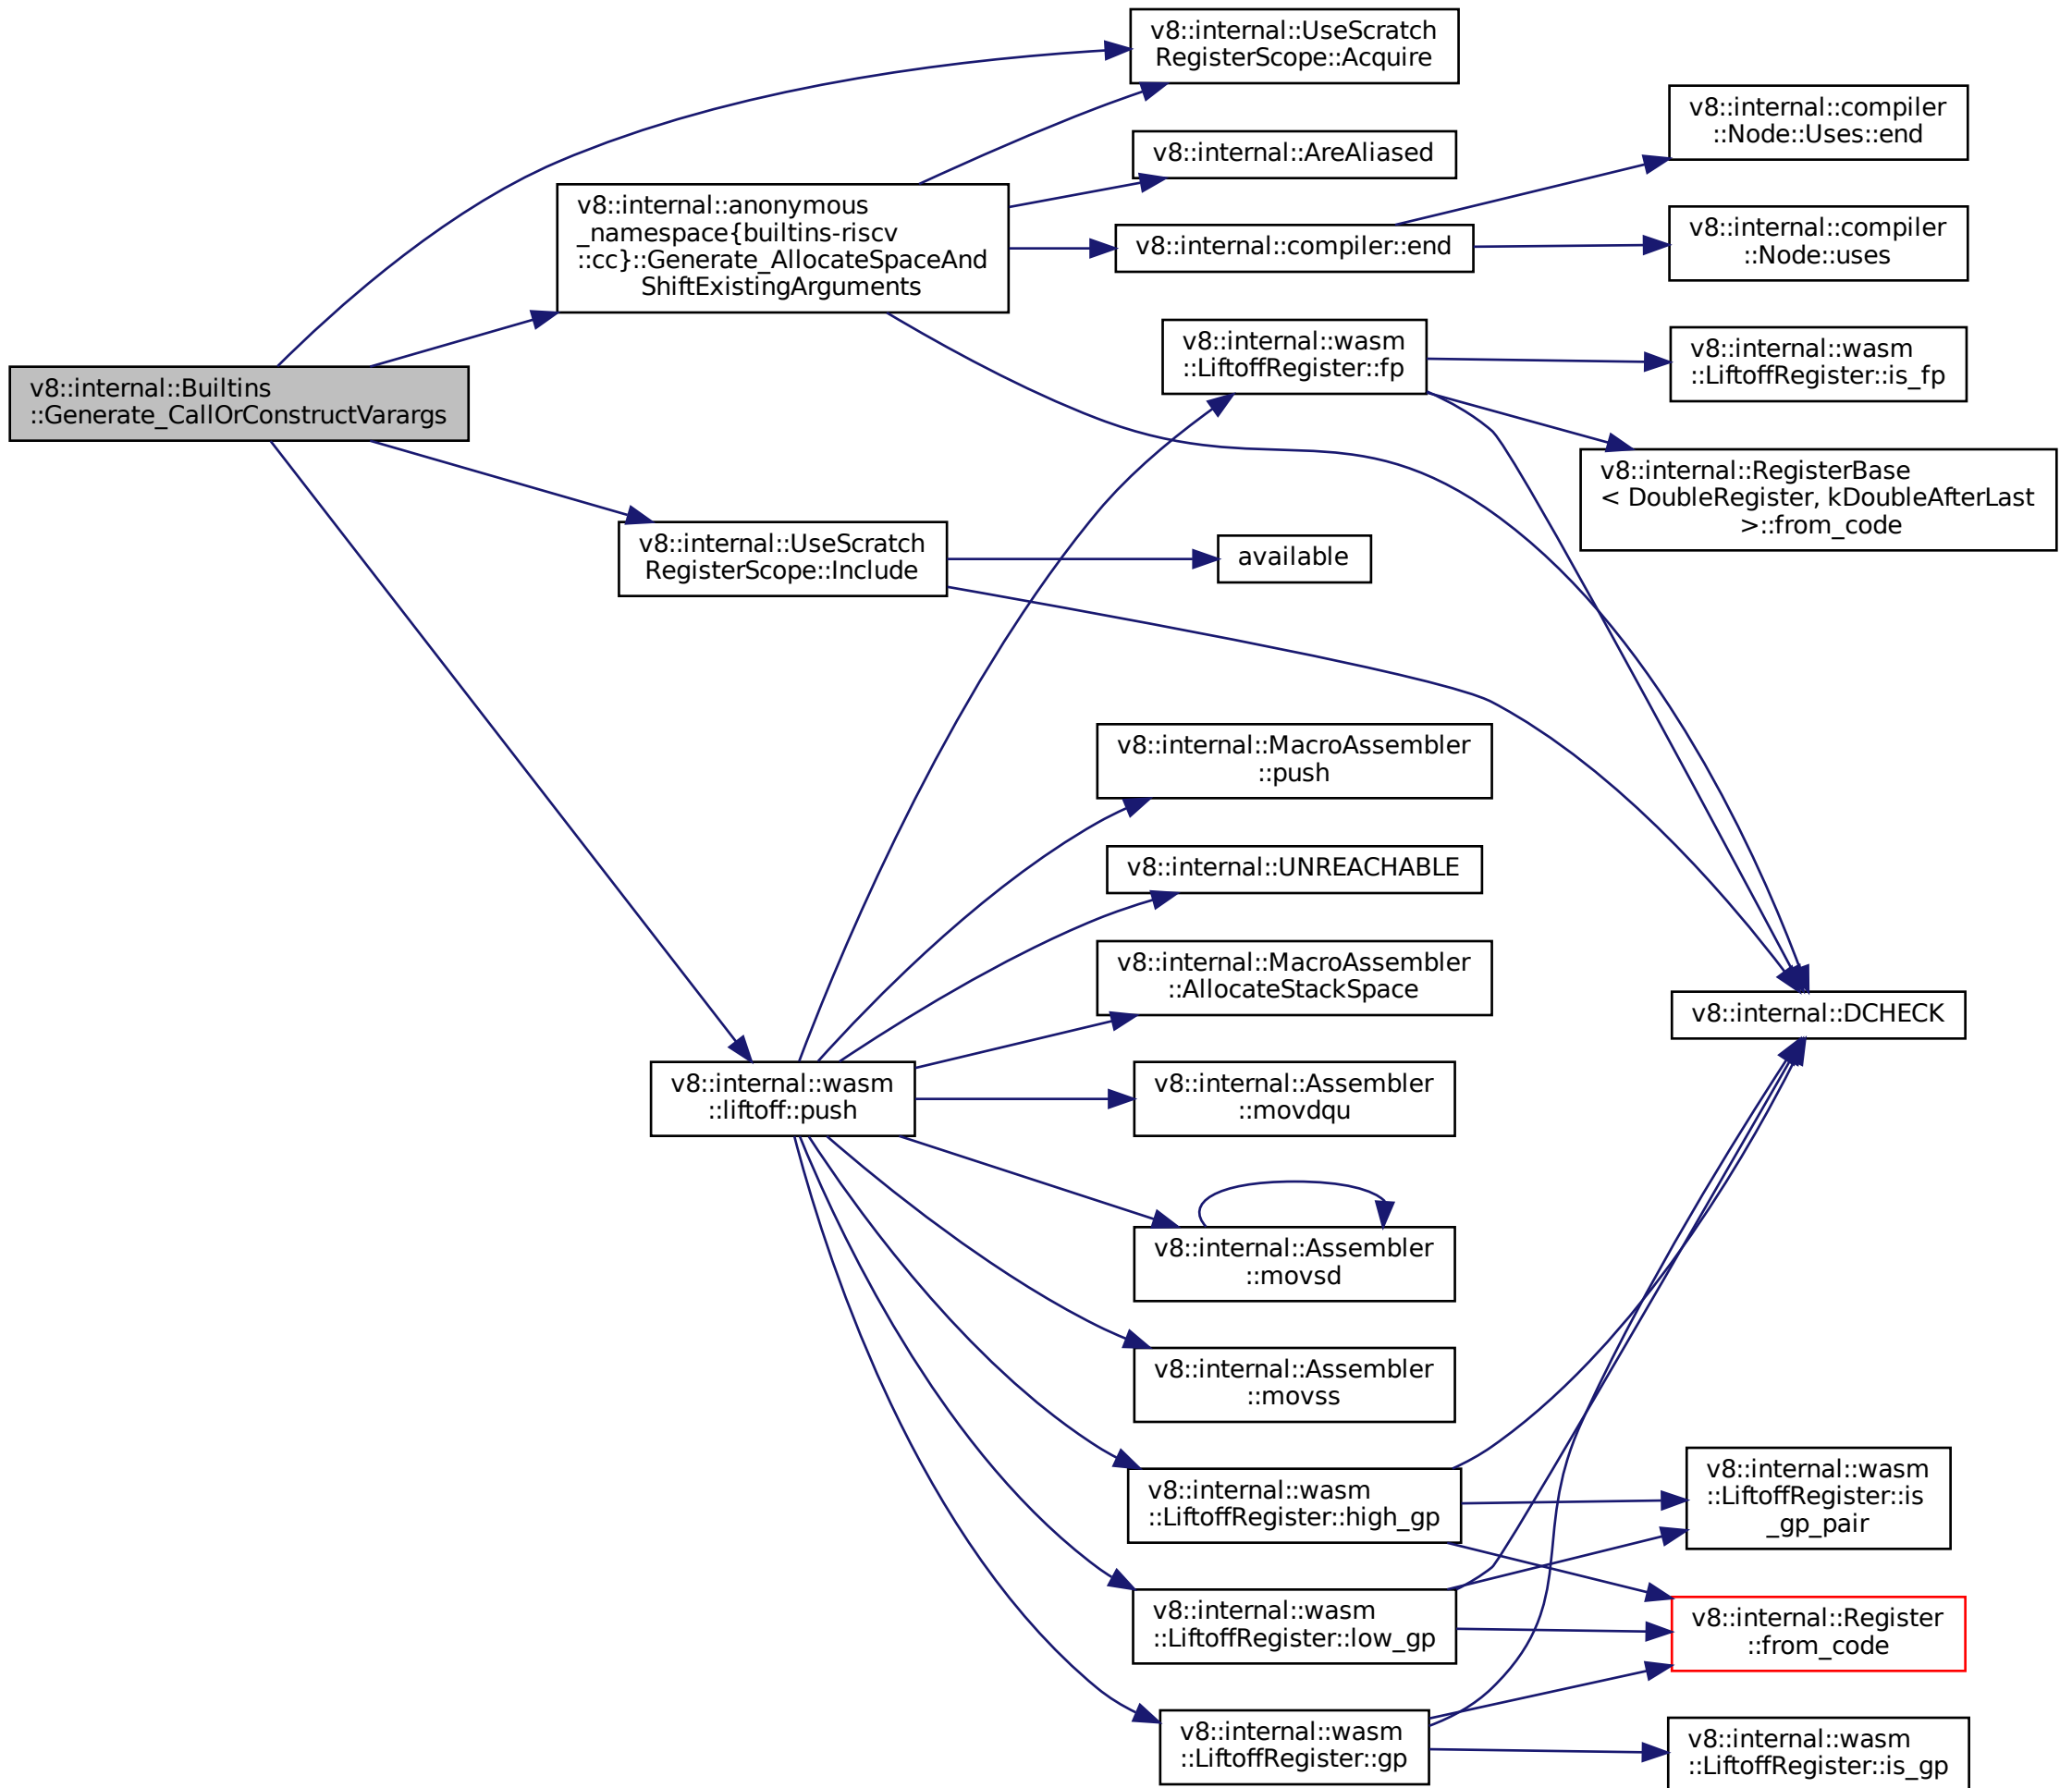 v8::internal::UseScratch
RegisterScope::Acquire
v8::internal::compiler
::Node::Uses::end
v8::internal::AreAliased
v8::internal::anonymous
_namespace{builtins-riscv
::cc}::Generate_AllocateSpaceAnd
ShiftExistingArguments
v8::internal::compiler::end
v8::internal::compiler
::Node::uses
v8::internal::wasm
::LiftoffRegister::fp
v8::internal::wasm
::LiftoffRegister::is_fp
v8::internal::Builtins
::Generate_CallOrConstructVarargs
v8::internal::RegisterBase
< DoubleRegister, kDoubleAfterLast
>::from_code
v8::internal::UseScratch
RegisterScope::Include
available
v8::internal::MacroAssembler
::push
v8::internal::UNREACHABLE
v8::internal::MacroAssembler
::AllocateStackSpace
v8::internal::DCHECK
v8::internal::wasm
::liftoff::push
v8::internal::Assembler
::movdqu
v8::internal::Assembler
::movsd
v8::internal::Assembler
::movss
v8::internal::wasm
::LiftoffRegister::high_gp
v8::internal::wasm
::LiftoffRegister::is
_gp_pair
v8::internal::wasm
::LiftoffRegister::low_gp
v8::internal::Register
::from_code
v8::internal::wasm
::LiftoffRegister::gp
v8::internal::wasm
::LiftoffRegister::is_gp